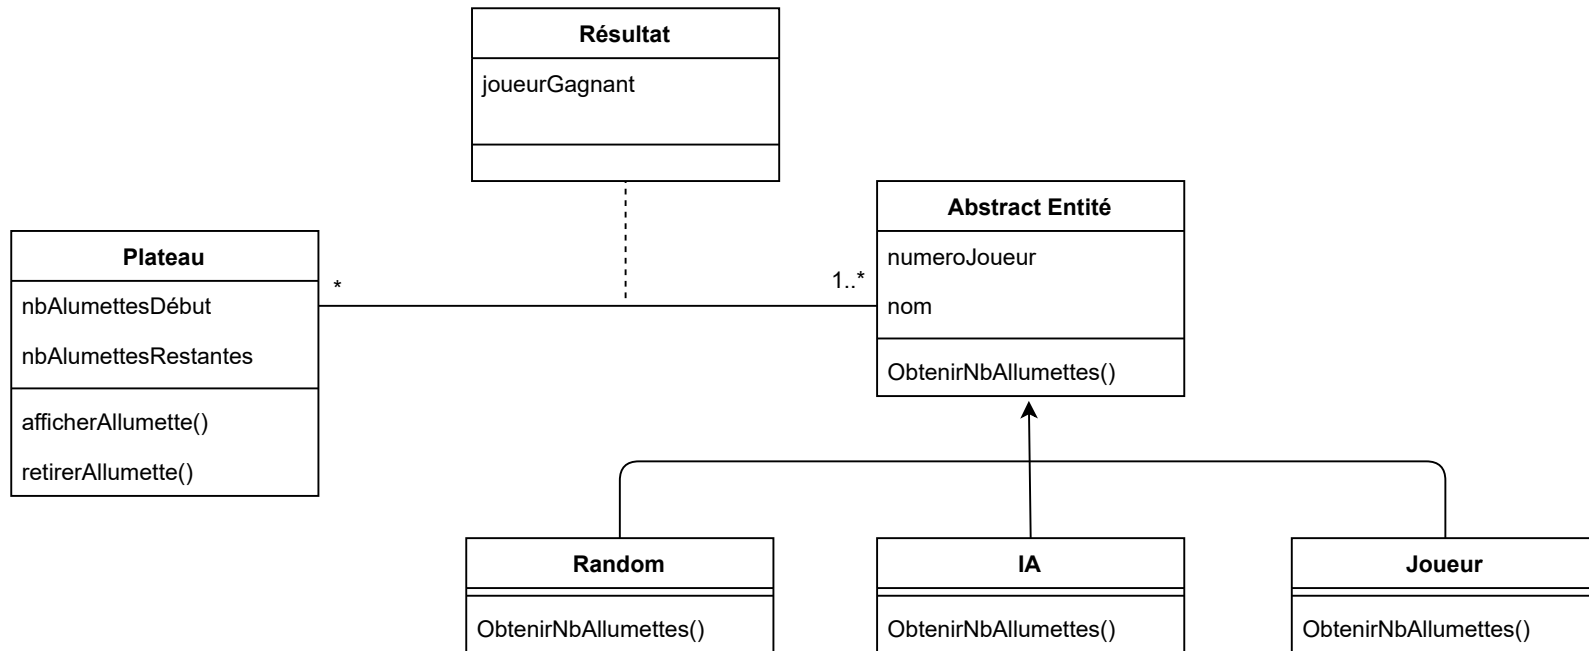 Résultat
joueurGagnant
Abstract Entité
numeroJoueur
nom
ObtenirNbAllumettes()
Plateau
nbAlumettesDébut
nbAlumettesRestantes
afficherAllumette()
retirerAllumette()
*
1..*
Random
ObtenirNbAllumettes()
IA
ObtenirNbAllumettes()
Joueur
ObtenirNbAllumettes()